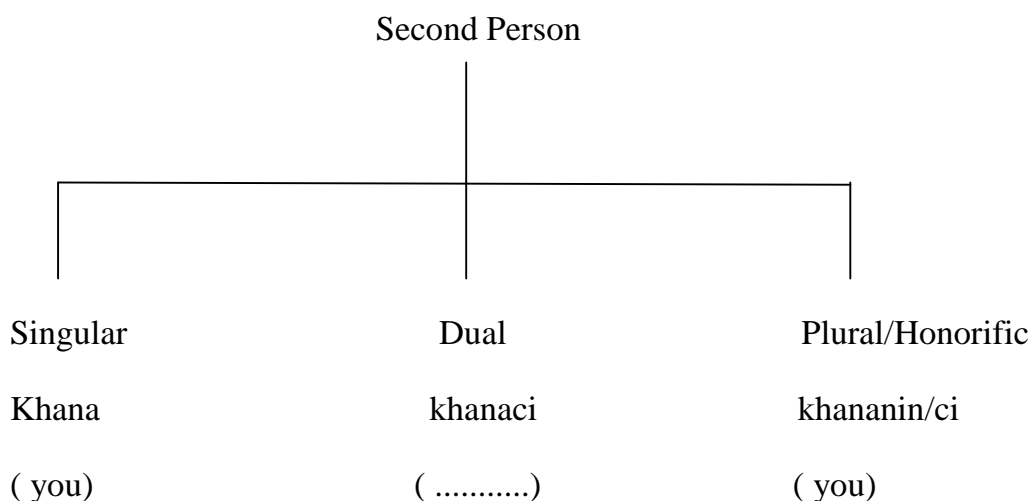 Second Person
Singular Dual Plural/Honorific
Khana khanaci khananin/ci
( you) ( ...........) ( you)